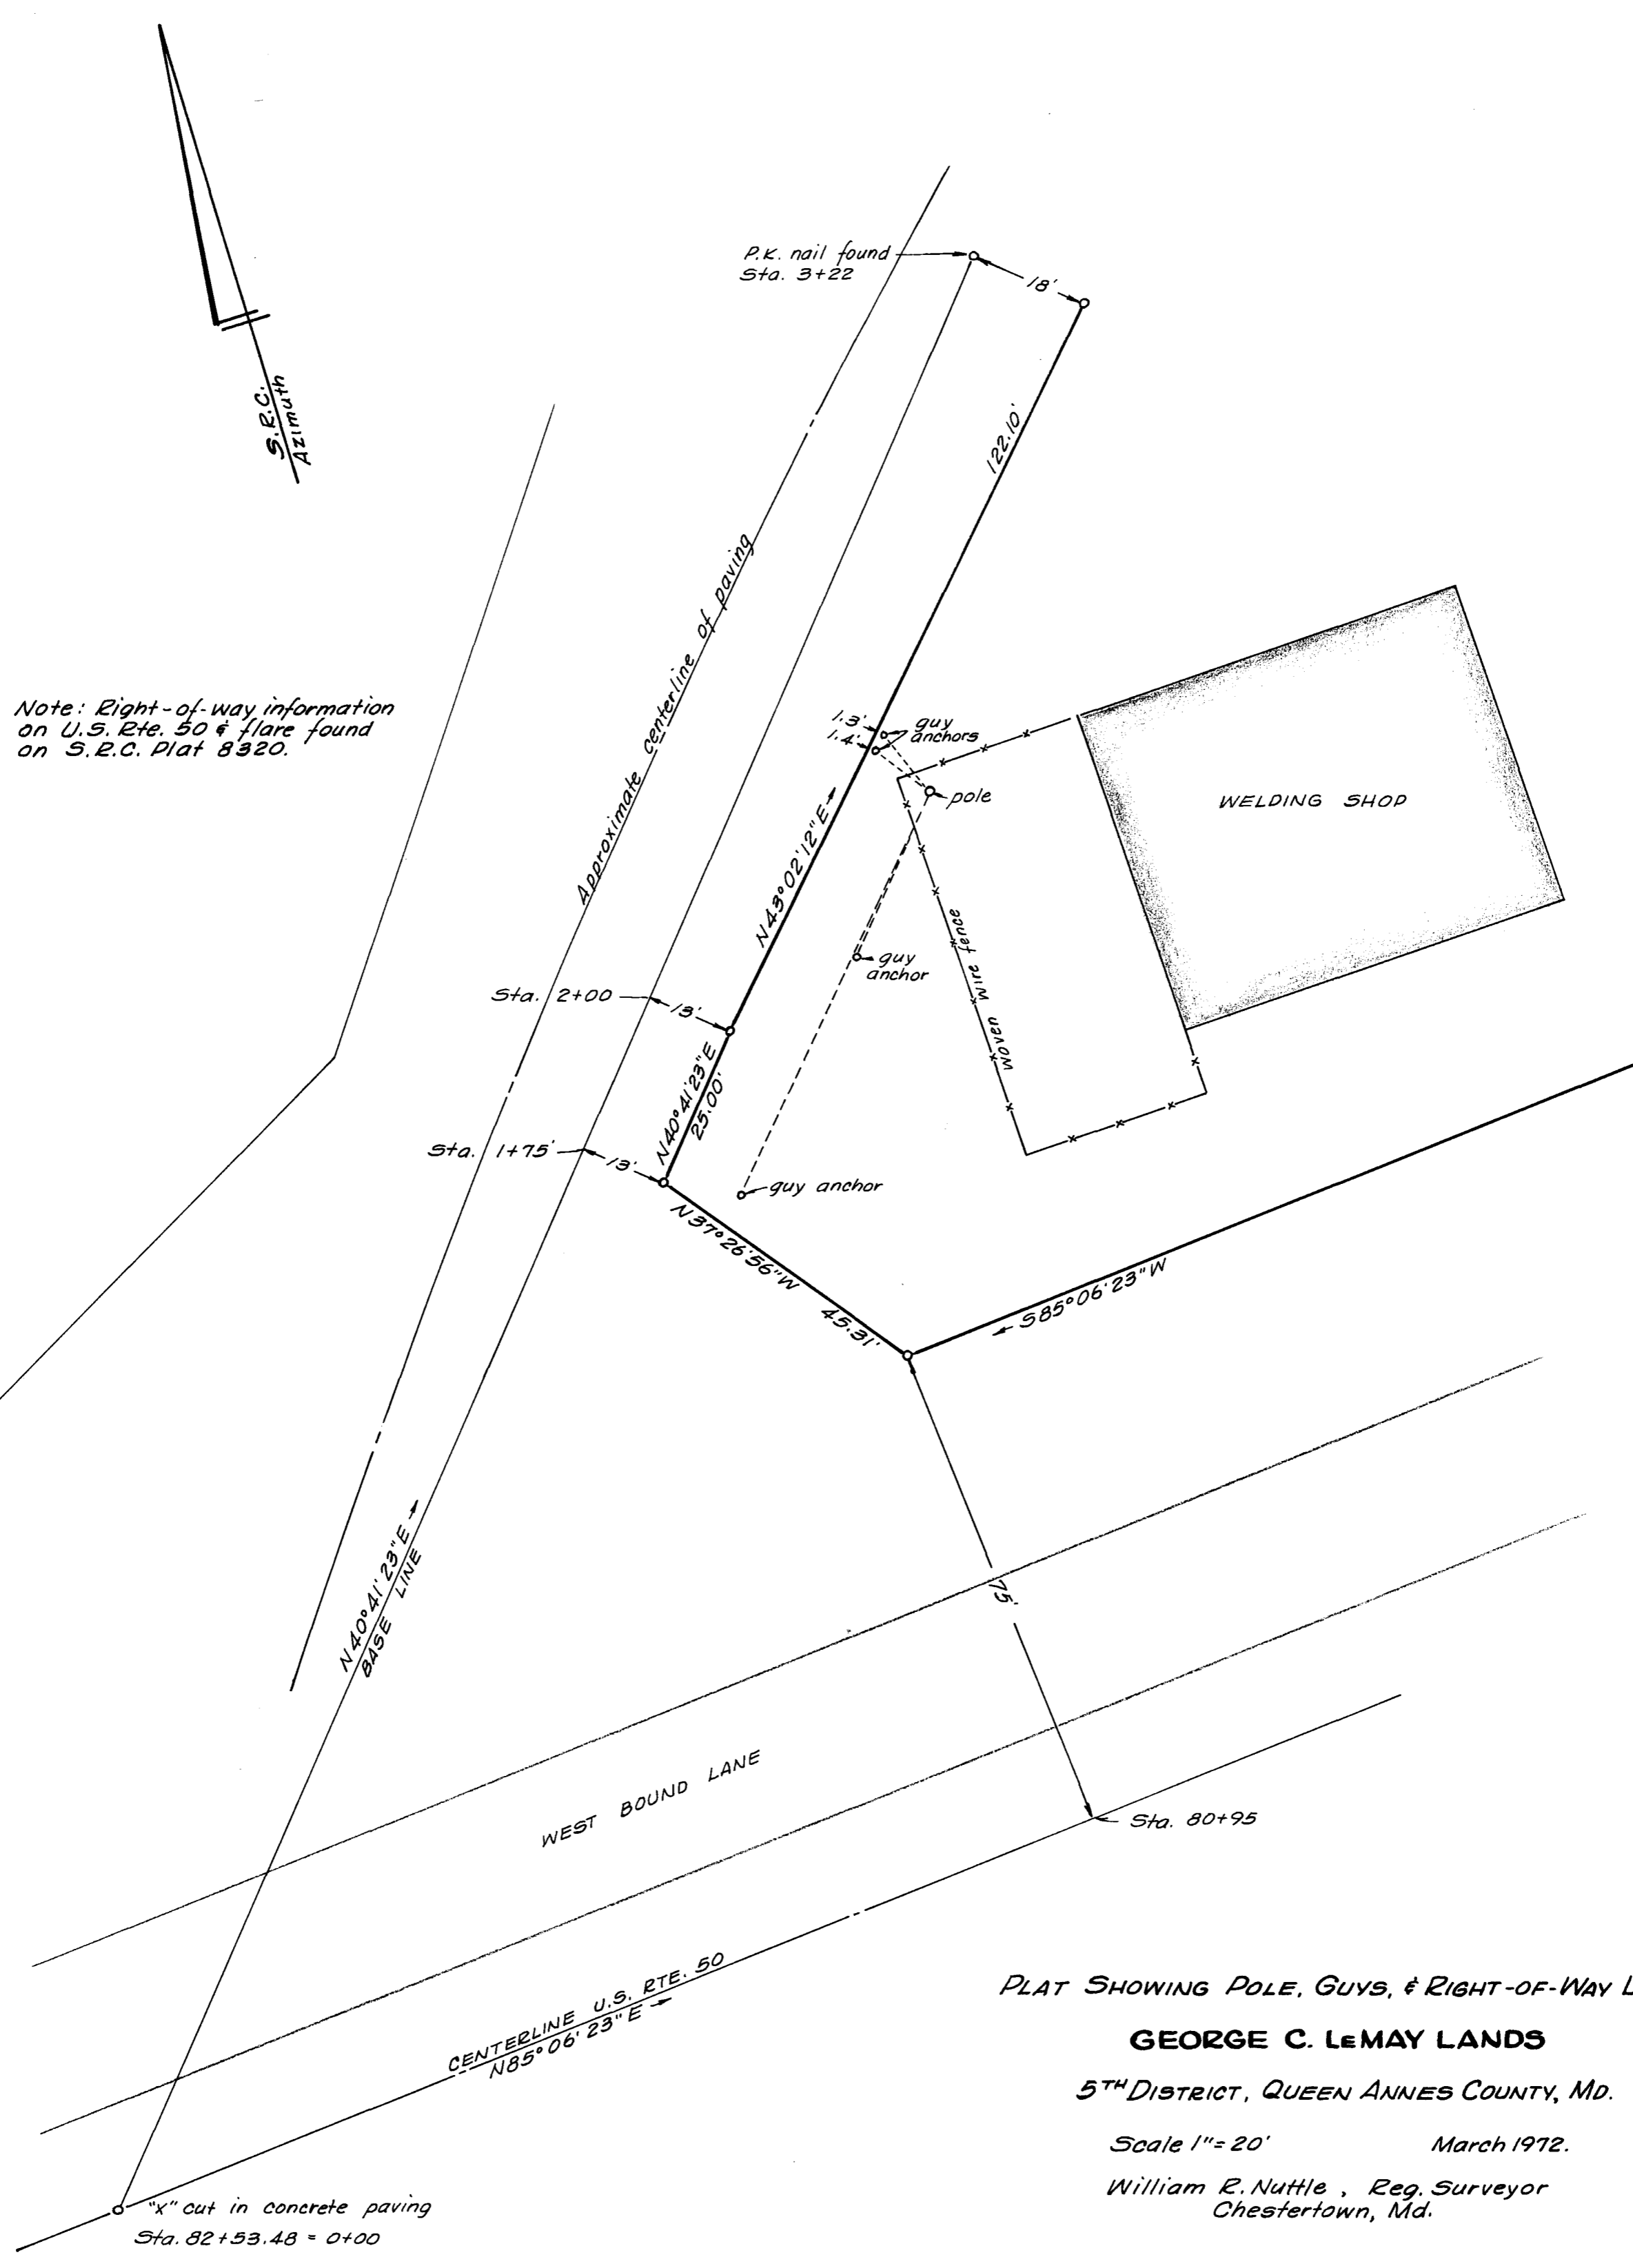 S.R.C.
Azimuth
P.K. nail found
Sta. 3+22
18'
122.10'
Approximate centerline of paving
Note: Right-of-way information
on U.S. Rte. 50 & flare found
on S.R.C. Plat 8320.
1.3'
1.4'
guy
anchors
pole
WELDING SHOP
N43°02'12"E
woven wire fence
guy
anchor
Sta. 2+00
13'
N40°41'23"E
25.00'
Sta. 1+75'
13'
guy anchor
N37°26'56"W
45.31'
S85°06'23"W
75'
N40°41'23"E
BASE LINE
WEST BOUND LANE
Sta. 80+95
CENTERLINE U.S. RTE. 50
N85°06'23"E
PLAT SHOWING POLE, GUYS, & RIGHT-OF-WAY L
GEORGE C. LEMAY LANDS
5TH DISTRICT, QUEEN ANNES COUNTY, MD.
Scale 1"= 20' March 1972.
William R. Nuttle, Reg. Surveyor
Chestertown, Md.
"X" cut in concrete paving
Sta. 82+53.48 = 0+00